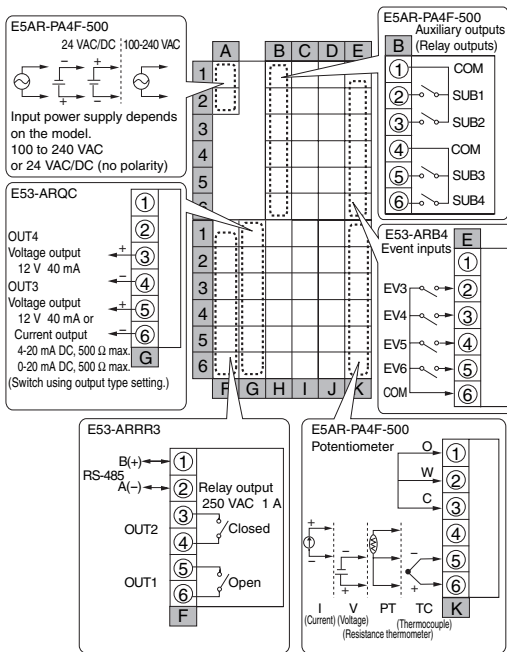 E5AR-PA4F-500
24 VAC/DC 100-240 VAC
Input power supply depends
on the model.
100 to 240 VAC
or 24 VAC/DC (no polarity)
A B C D E
1
2
3
4
5
6
1
2
3
4
5
6
F G H I J K
E5AR-PA4F-500
Auxiliary outputs
(Relay outputs)
B
1 COM
2 SUB1
3 SUB2
4 COM
5 SUB3
6 SUB4
E53-ARQC
1
2
OUT4
Voltage output
12 V 40 mA
+ 3
- 4
OUT3
Voltage output
12 V 40 mA or
Current output
4-20 mA DC, 500 Ω max.
0-20 mA DC, 500 Ω max.
(Switch using output type setting.)
+ 5
- 6
G
E53-ARB4
Event inputs
E
1
EV3 2
EV4 3
EV5 4
EV6 5
COM 6
E53-ARRR3
RS-485
B(+) 1
A(-) 2
Relay output
250 VAC 1 A
OUT2
3
4
Closed
OUT1
5
6
Open
F
E5AR-PA4F-500
Potentiometer
O 1
W 2
C 3
4
5
6
+ - - +
- + +
I V PT TC
(Current) (Voltage) (Thermocouple)
(Resistance thermometer)
K